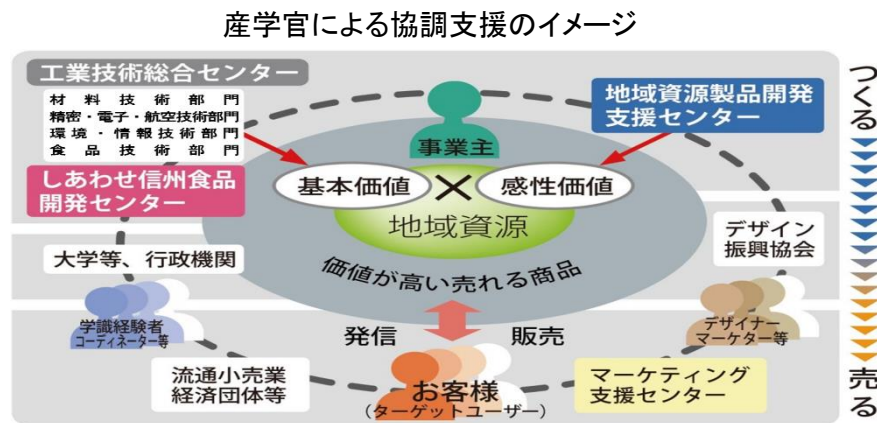 産学官による協調支援のイメージ
工業技術総合センター
材料技術部門
精密・電子・航空技術部門
環境・情報技術部門
食品技術部門
しあわせ信州食品
開発センター
地域資源製品開発
支援センター
事業主
基本価値
×
感性価値
地域資源
価値が高い売れる商品
大学等、行政機関
学識経験者
コーディネーター等
デザイン
振興協会
デザイナー
マーケター等
発信
販売
流通小売業
経済団体等
お客様
(ターゲットユーザー)
マーケティング
支援センター
つくる
売る